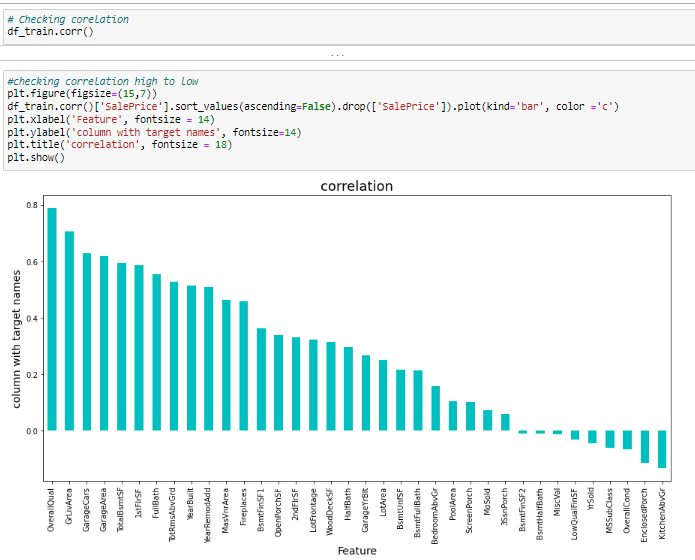 # Checking corelation
df_train.corr()
...
#checking correlation high to low
plt.figure(figsize=(15,7))
df_train.corr()['SalePrice'].sort_values(ascending=False).drop(['SalePrice']).plot(kind='bar', color ='c')
plt.xlabel('Feature', fontsize = 14)
plt.ylabel('column with target names', fontsize=14)
plt.title('correlation', fontsize = 18)
plt.show()
correlation
column with target names
0.8
0.6
0.4
0.2
0.0
OverallQual
GrLivArea
GarageCars
GarageArea
TotalBsmtSF
1stFlrSF
FullBath
TotRmsAbvGrd
YearBuilt
YearRemodAdd
MasVnrArea
Fireplaces
BsmtFinSF1
OpenPorchSF
2ndFlrSF
LotFrontage
WoodDeckSF
HalfBath
GarageYrBlt
LotArea
BsmtUnfSF
BsmtFullBath
BedroomAbvGr
PoolArea
ScreenPorch
MoSold
3SsnPorch
BsmtFinSF2
BsmtHalfBath
MiscVal
LowQualFinSF
YrSold
MSSubClass
OverallCond
EnclosedPorch
KitchenAbvGr
Feature